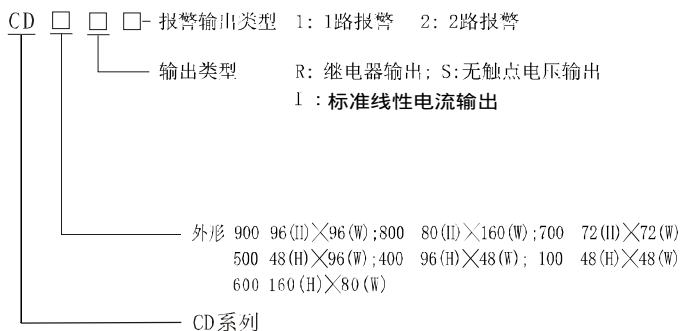 CD □ □ □- 报警输出类型 1: 1路报警 2: 2路报警
输出类型 R: 继电器输出; S:无触点电压输出
I :标准线性电流输出
外形 900 96(H)×96(W);800 80(H)×160(W);700 72(H)×72(W)
500 48(H)×96(W);400 96(H)×48(W); 100 48(H)×48(W)
600 160(H)×80(W)
CD系列